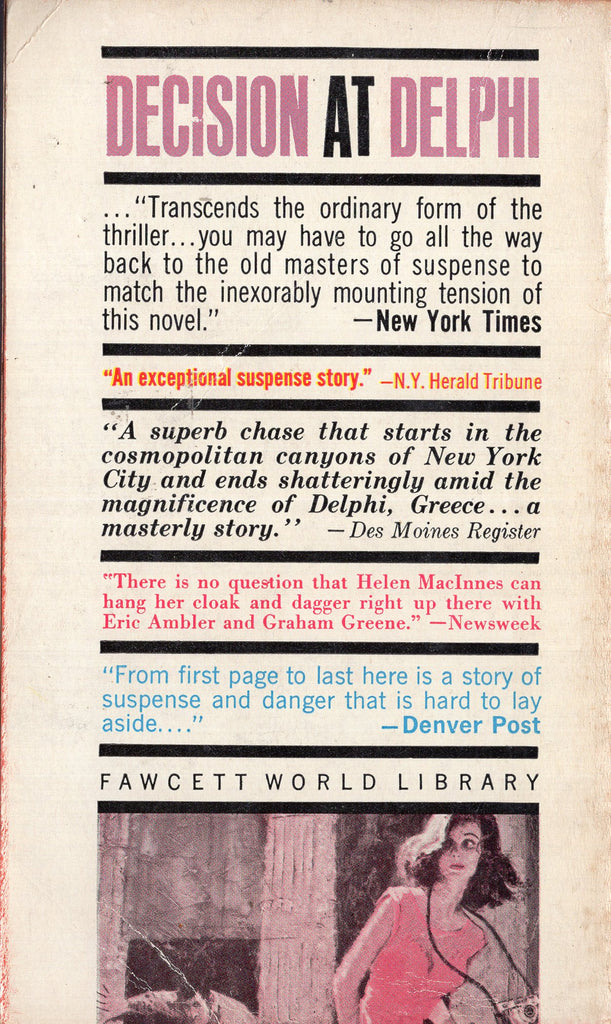 DECISION AT DELPHI
..."Transcends the ordinary form of the
thriller...you may have to go all the way
back to the old masters of suspense to
match the inexorably mounting tension of
this novel." —New York Times
"An exceptional suspense story." —N.Y. Herald Tribune
"A superb chase that starts in the
cosmopolitan canyons of New York
City and ends shatteringly amid the
magnificence of Delphi, Greece...a
masterly story." —Des Moines Register
"There is no question that Helen MacInnes can
hang her cloak and dagger right up there with
Eric Ambler and Graham Greene." —Newsweek
"From first page to last here is a story of
suspense and danger that is hard to lay
aside...." —Denver Post
FAWCETT WORLD LIBRARY